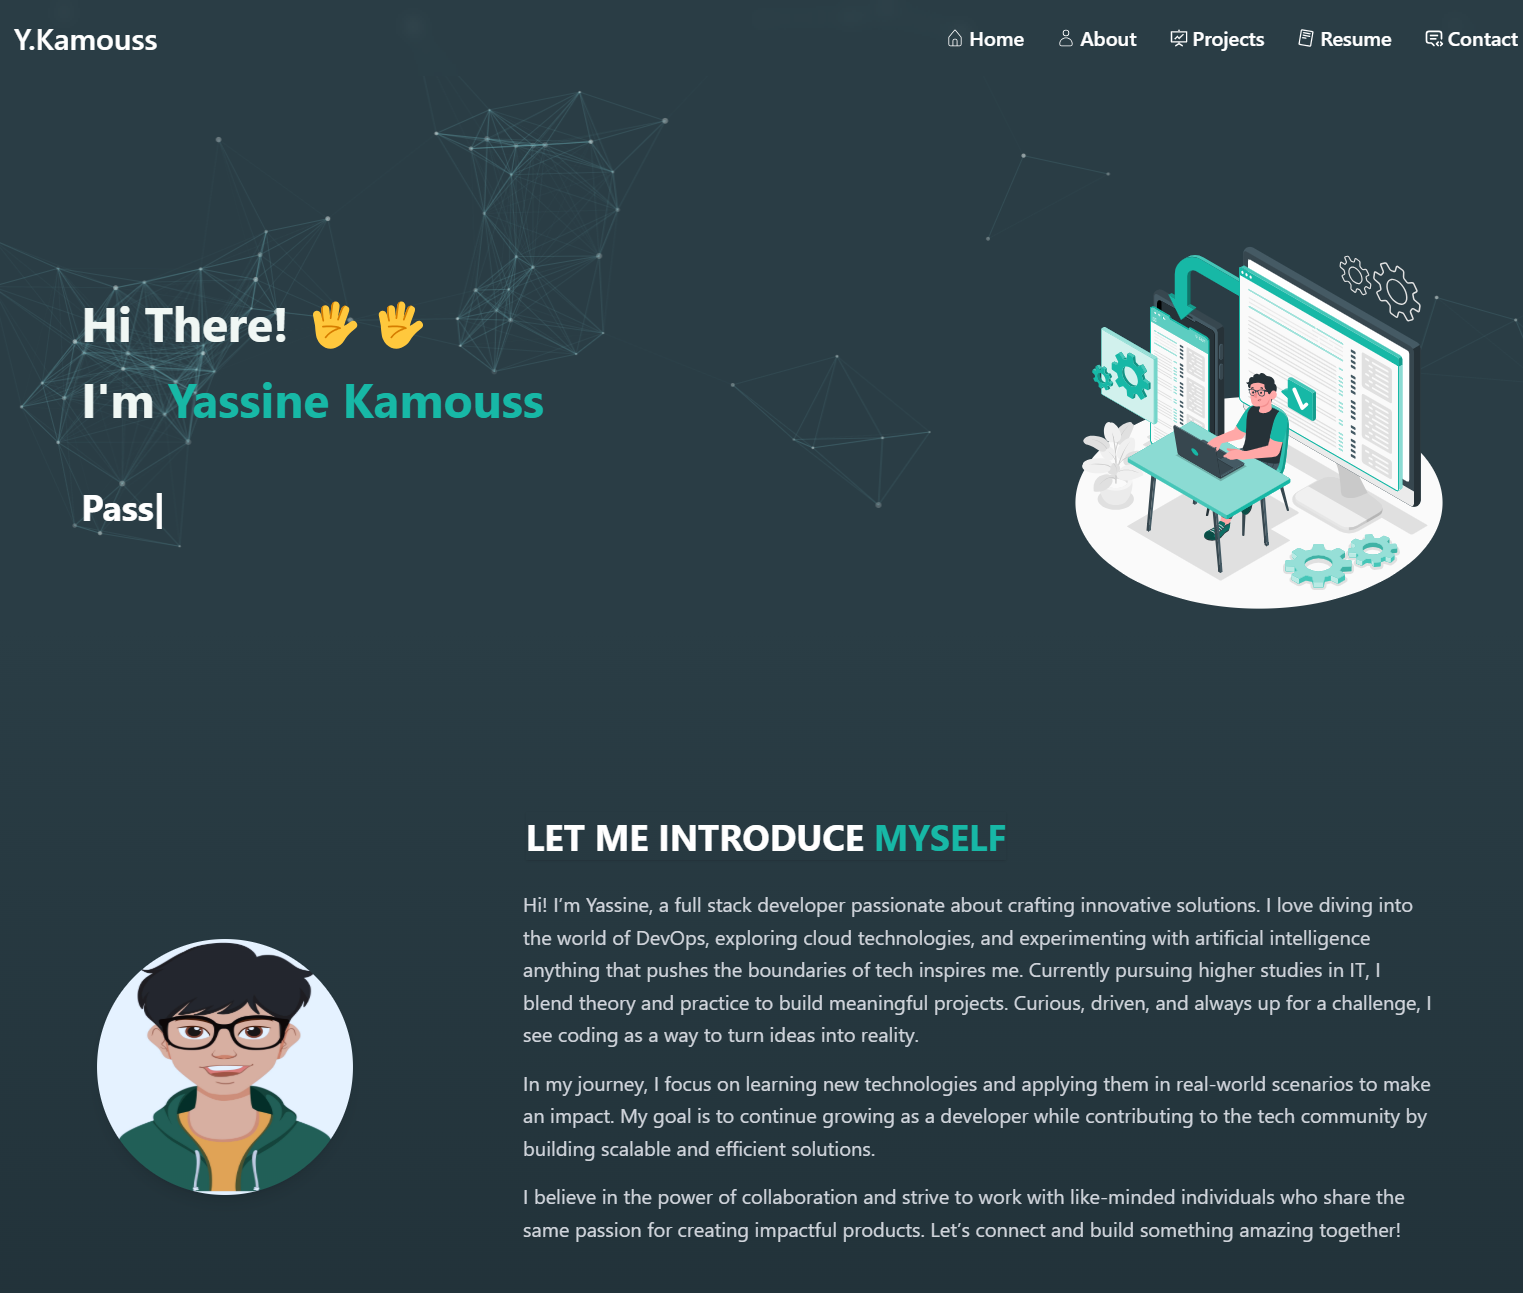 Y.Kamouss
Home
About
Projects
Resume
Contact
Hi There! 🖐 🖐
I'm Yassine Kamouss
Pass|
LET ME INTRODUCE MYSELF
Hi! I’m Yassine, a full stack developer passionate about crafting innovative solutions. I love diving into
the world of DevOps, exploring cloud technologies, and experimenting with artificial intelligence
anything that pushes the boundaries of tech inspires me. Currently pursuing higher studies in IT, I
blend theory and practice to build meaningful projects. Curious, driven, and always up for a challenge, I
see coding as a way to turn ideas into reality.
In my journey, I focus on learning new technologies and applying them in real-world scenarios to make
an impact. My goal is to continue growing as a developer while contributing to the tech community by
building scalable and efficient solutions.
I believe in the power of collaboration and strive to work with like-minded individuals who share the
same passion for creating impactful products. Let’s connect and build something amazing together!